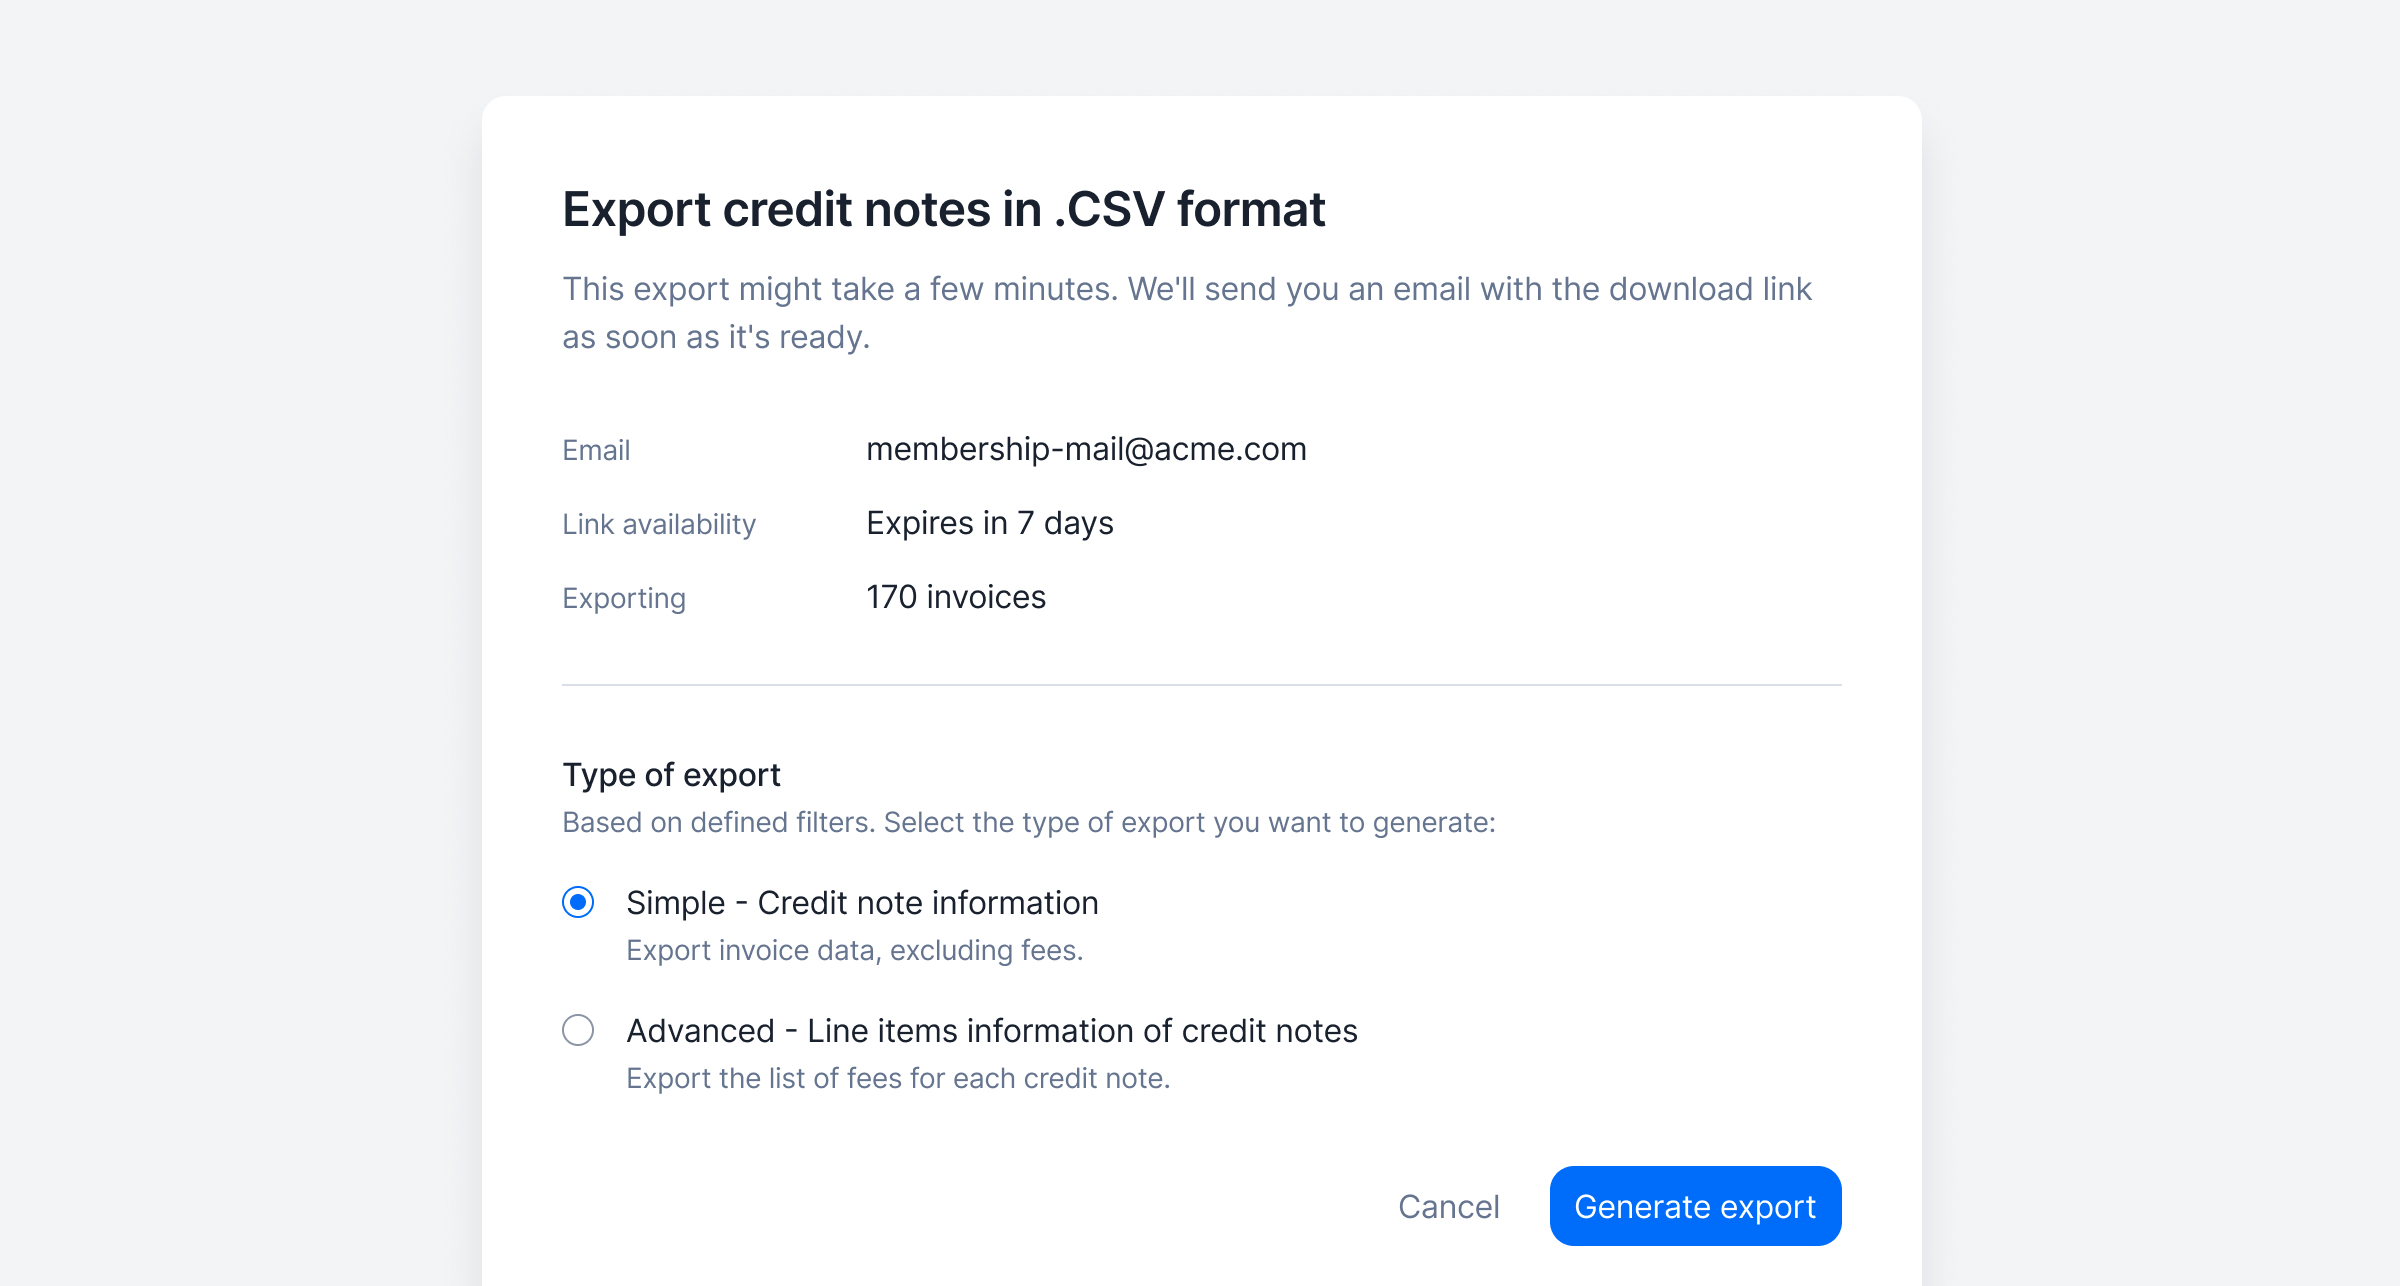 Export credit notes in .CSV format
This export might take a few minutes. We'll send you an email with the download link
as soon as it's ready.
Email membership-mail@acme.com
Link availability Expires in 7 days
Exporting 170 invoices
Type of export
Based on defined filters. Select the type of export you want to generate:
Simple - Credit note information
Export invoice data, excluding fees.
Advanced - Line items information of credit notes
Export the list of fees for each credit note.
Cancel Generate export